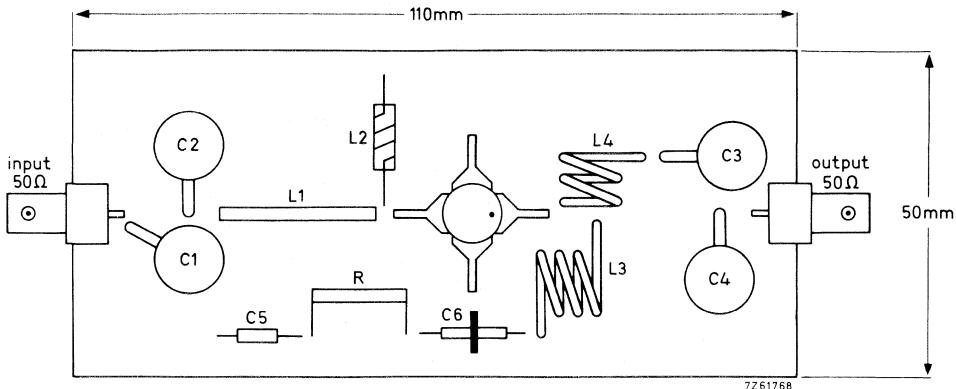 110mm
C2
L2
L4
C3
input
50Ω
output
50Ω
L1
50mm
C1
L3
C4
R
C5
C6
7Z61768